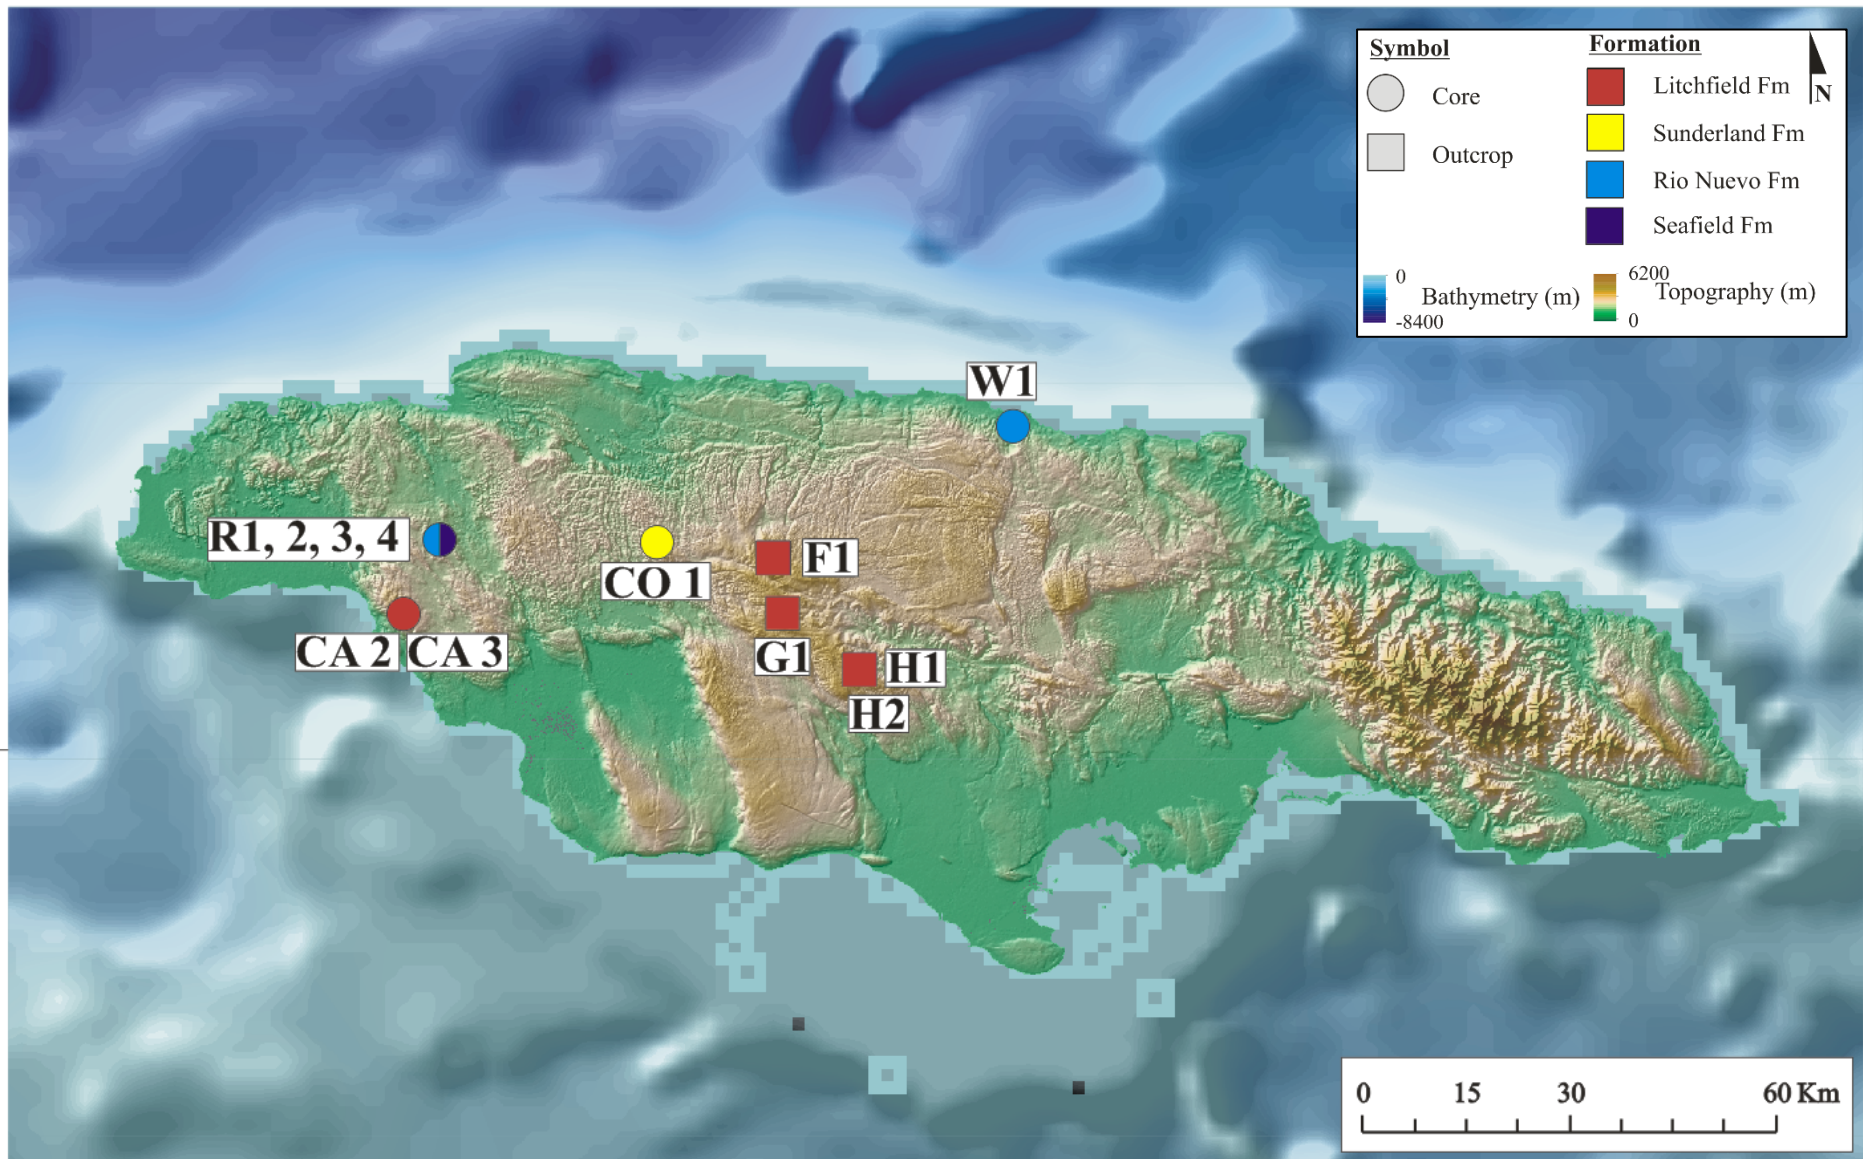 Symbol
Core
Outcrop
Formation
Litchfield Fm
Sunderland Fm
Rio Nuevo Fm
Seafield Fm
N
0
Bathymetry (m)
-8400
6200
Topography (m)
0
W1
R1, 2, 3, 4
CO 1
F1
CA 2
CA 3
G1
H1
H2
0 15 30 60 Km